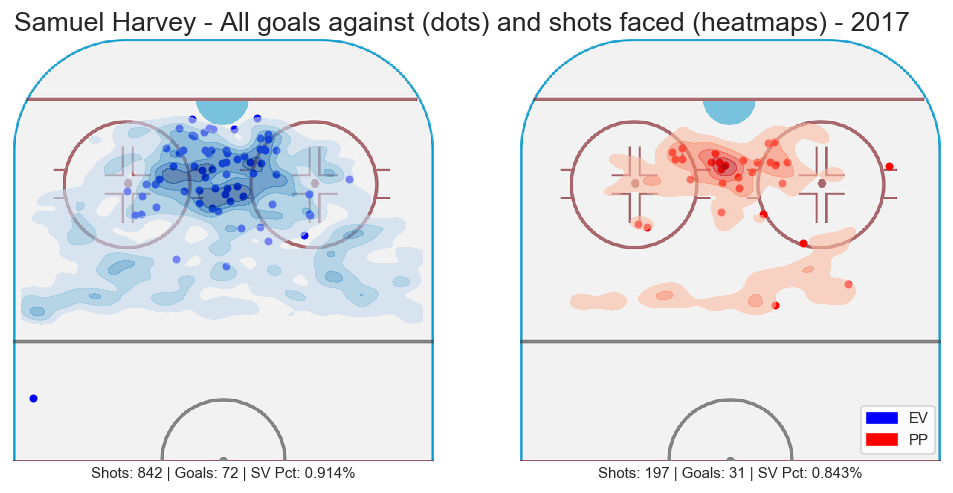 Samuel Harvey - All goals against (dots) and shots faced (heatmaps) - 2017
EV
PP
Shots: 842 | Goals: 72 | SV Pct: 0.914%
Shots: 197 | Goals: 31 | SV Pct: 0.843%